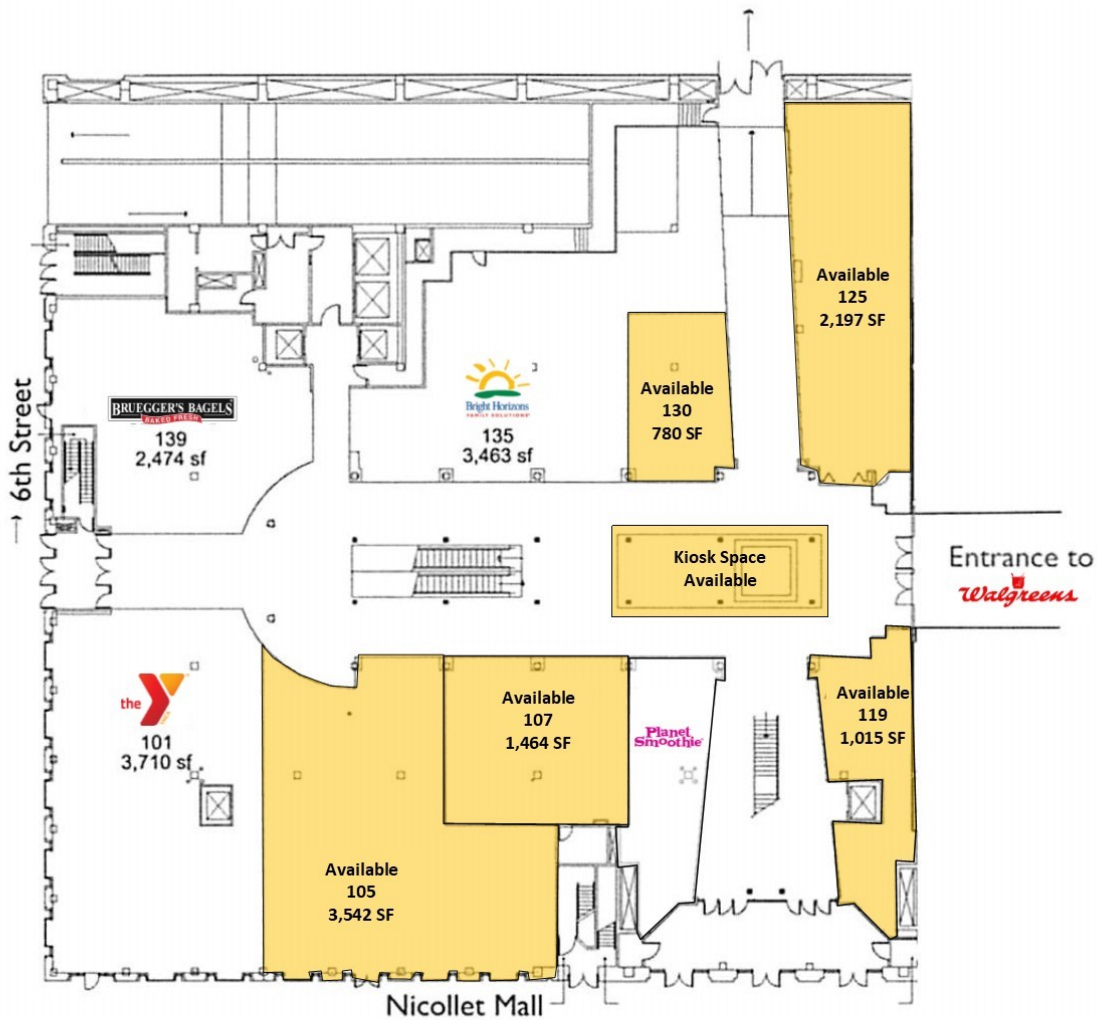 Available
125
2,197 SF
Available
130
780 SF
BRUEGGER'S BAGELS
BAKED FRESH
139
2,474 sf
Bright Horizons
FAMILY SOLUTIONS
135
3,463 sf
6th Street
Kiosk Space
Available
Entrance to
Walgreens
the Y
101
3,710 sf
Available
107
1,464 SF
Planet
Smoothie
Available
119
1,015 SF
Available
105
3,542 SF
Nicollet Mall